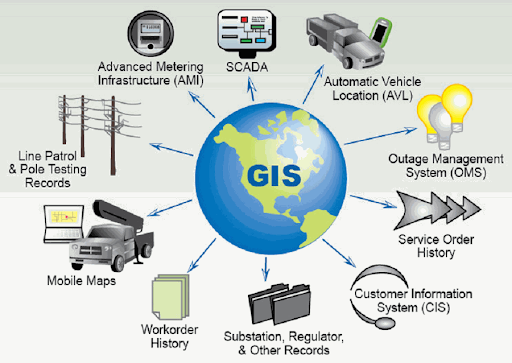 Advanced Metering
Infrastructure (AMI)
SCADA
Automatic Vehicle
Location (AVL)
Outage Management
System (OMS)
Service Order
History
Customer Information
System (CIS)
Substation, Regulator,
& Other Records
Workorder
History
Mobile Maps
Line Patrol
& Pole Testing
Records
GIS